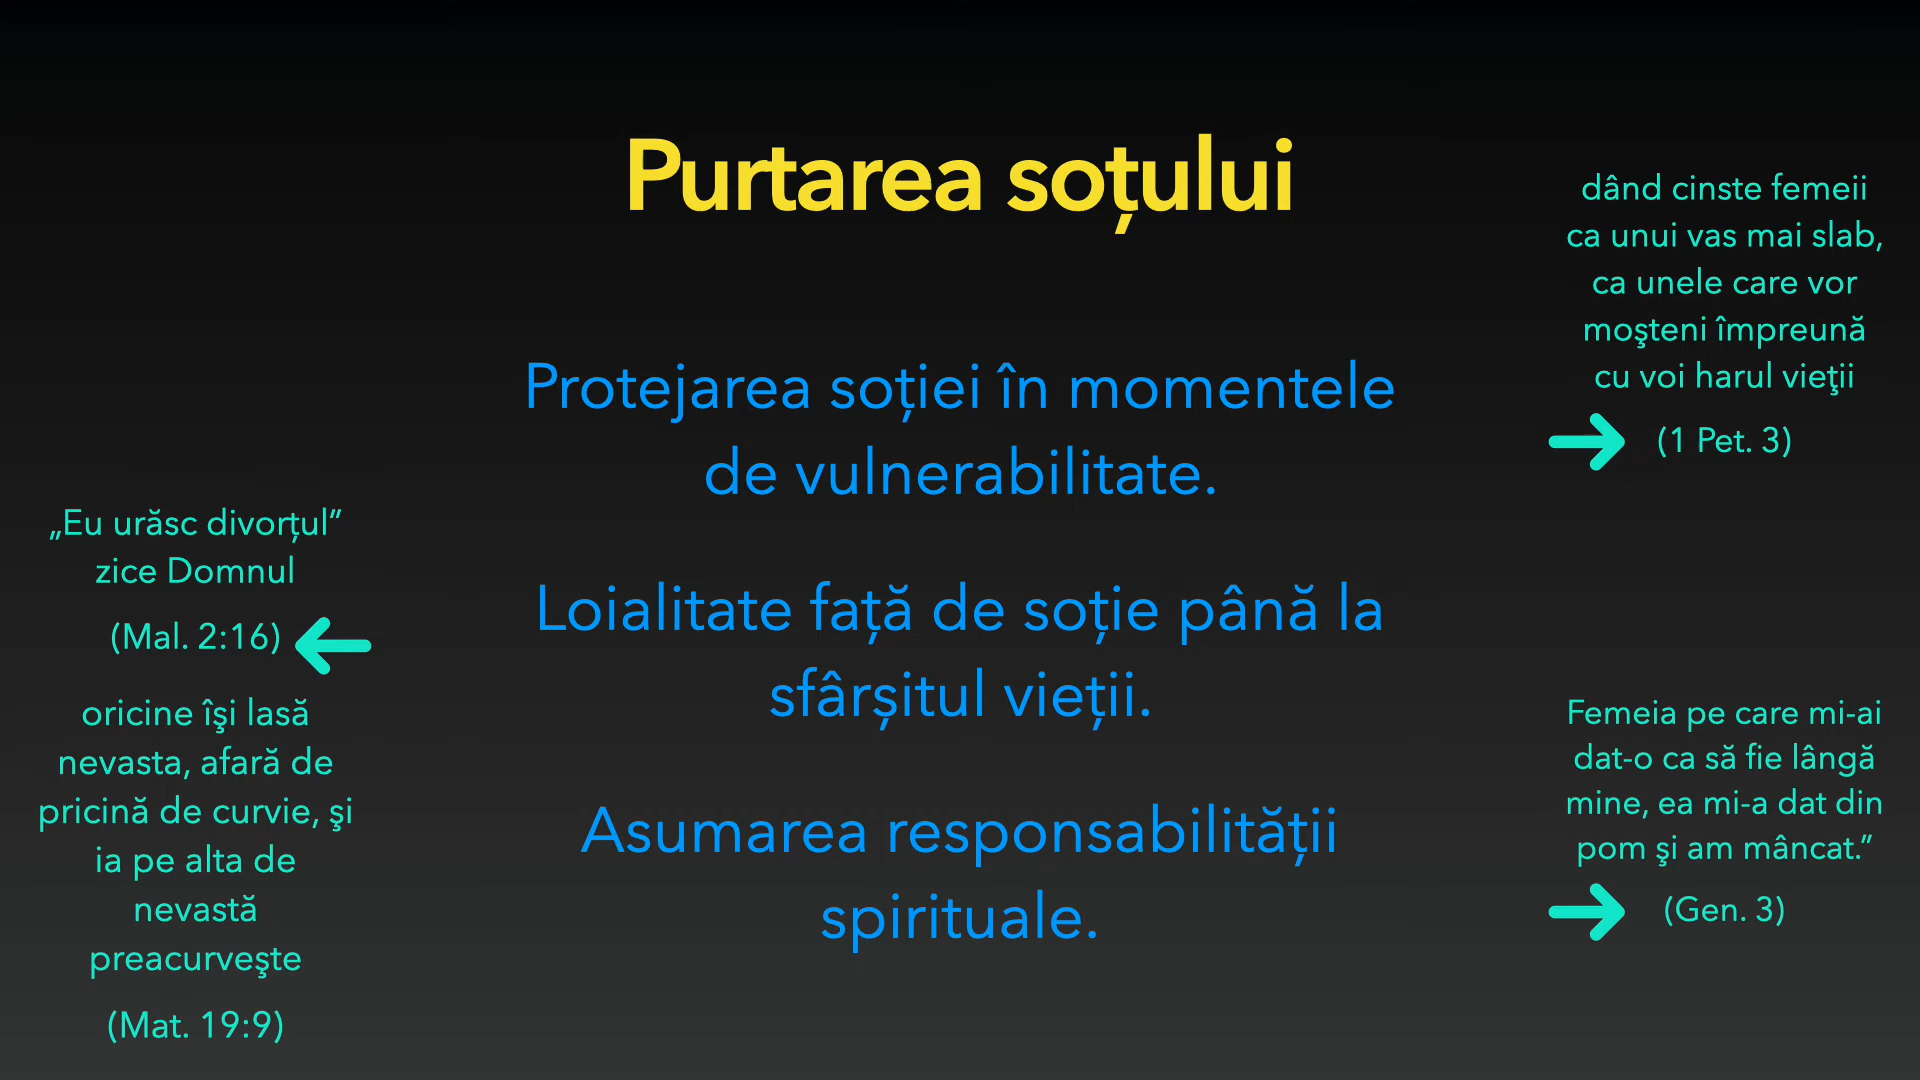 Purtarea soțului
Protejarea soției în momentele
de vulnerabilitate.
Loialitate față de soție până la
sfârșitul vieții.
Asumarea responsabilității
spirituale.
dând cinste femeii
ca unui vas mai slab,
ca unele care vor
moşteni împreună
cu voi harul vieţii
(1 Pet. 3)
„Eu urăsc divorțul”
zice Domnul
(Mal. 2:16)
oricine îşi lasă
nevasta, afară de
pricină de curvie, şi
ia pe alta de
nevastă
preacurveşte
(Mat. 19:9)
Femeia pe care mi-ai
dat-o ca să fie lângă
mine, ea mi-a dat din
pom şi am mâncat.”
(Gen. 3)